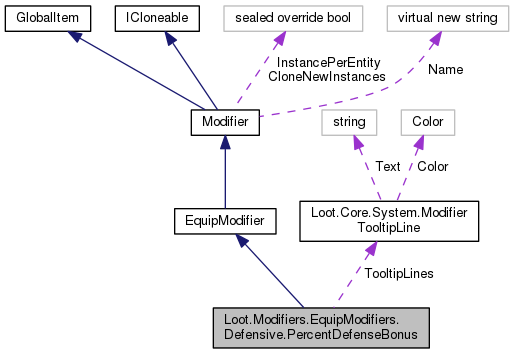 GlobalItem
ICloneable
sealed override bool
virtual new string
InstancePerEntity
CloneNewInstances
Name
Modifier
string
Color
Text
Color
EquipModifier
Loot.Core.System.Modifier
TooltipLine
TooltipLines
Loot.Modifiers.EquipModifiers.
Defensive.PercentDefenseBonus